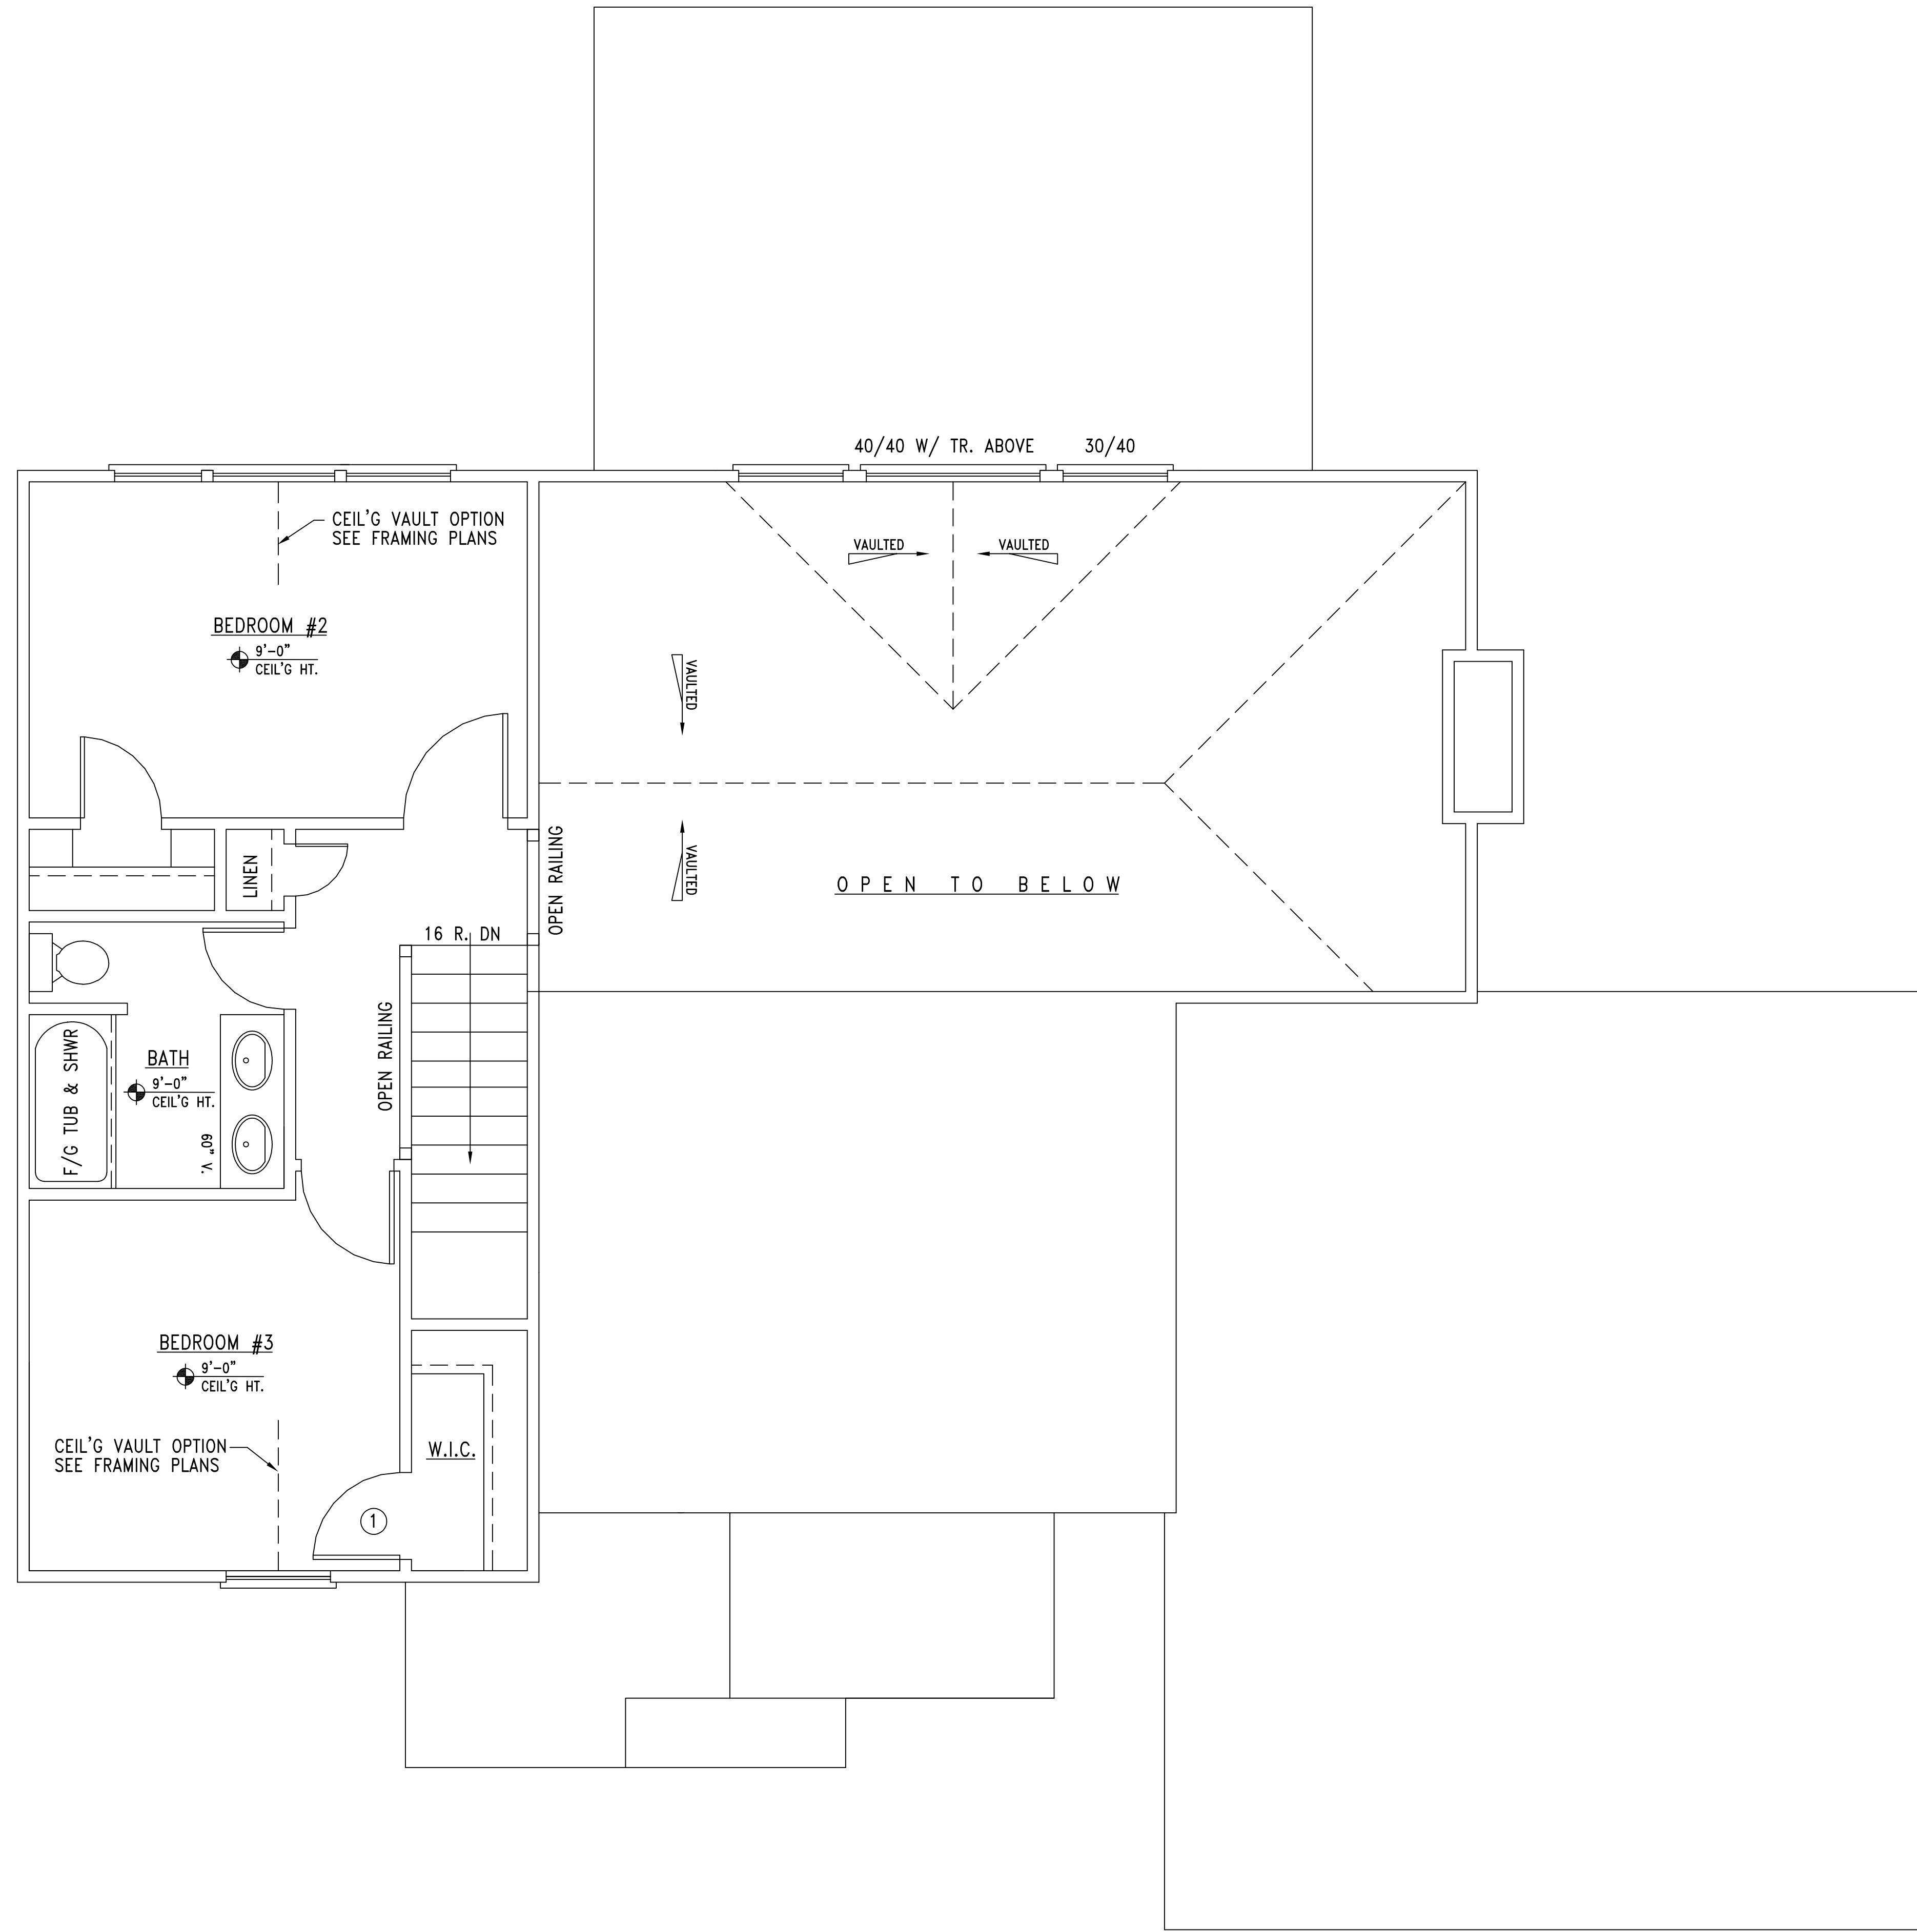 40/40 W/ TR. ABOVE
30/40
CEIL'G VAULT OPTION
SEE FRAMING PLANS
VAULTED
VAULTED
BEDROOM #2
9'-0"
CEIL'G HT.
VAULTED
VAULTED
LINEN
OPEN RAILING
OPEN TO BELOW
16 R. DN
OPEN RAILING
F/G TUB & SHWR
BATH
9'-0"
CEIL'G HT.
60" V.
BEDROOM #3
9'-0"
CEIL'G HT.
CEIL'G VAULT OPTION
SEE FRAMING PLANS
W.I.C.
1